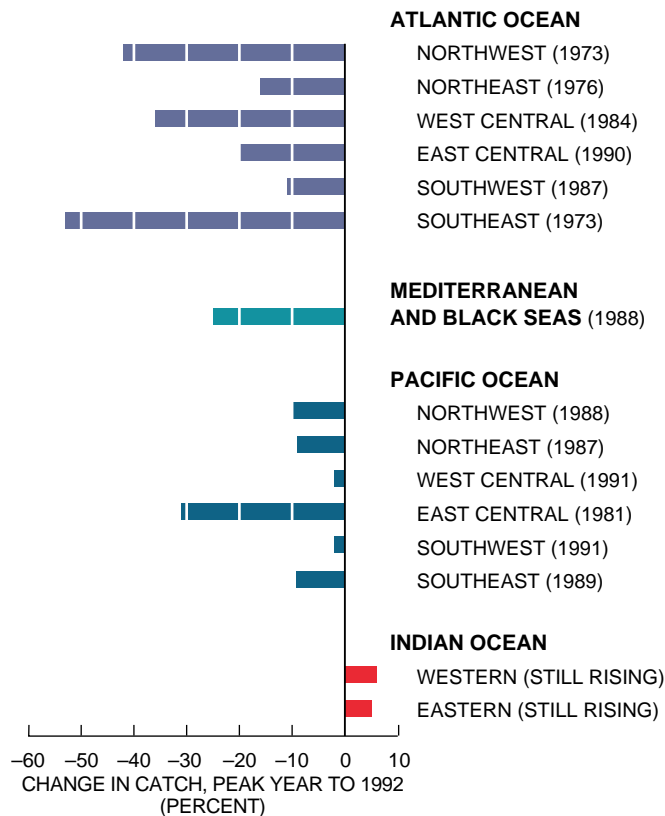 ATLANTIC OCEAN
NORTHWEST (1973)
NORTHEAST (1976)
WEST CENTRAL (1984)
EAST CENTRAL (1990)
SOUTHWEST (1987)
SOUTHEAST (1973)
MEDITERRANEAN
AND BLACK SEAS (1988)
PACIFIC OCEAN
NORTHWEST (1988)
NORTHEAST (1987)
WEST CENTRAL (1991)
EAST CENTRAL (1981)
SOUTHWEST (1991)
SOUTHEAST (1989)
INDIAN OCEAN
WESTERN (STILL RISING)
EASTERN (STILL RISING)
–60 –50 –40 –30 –20 –10 0 10
CHANGE IN CATCH, PEAK YEAR TO 1992
(PERCENT)